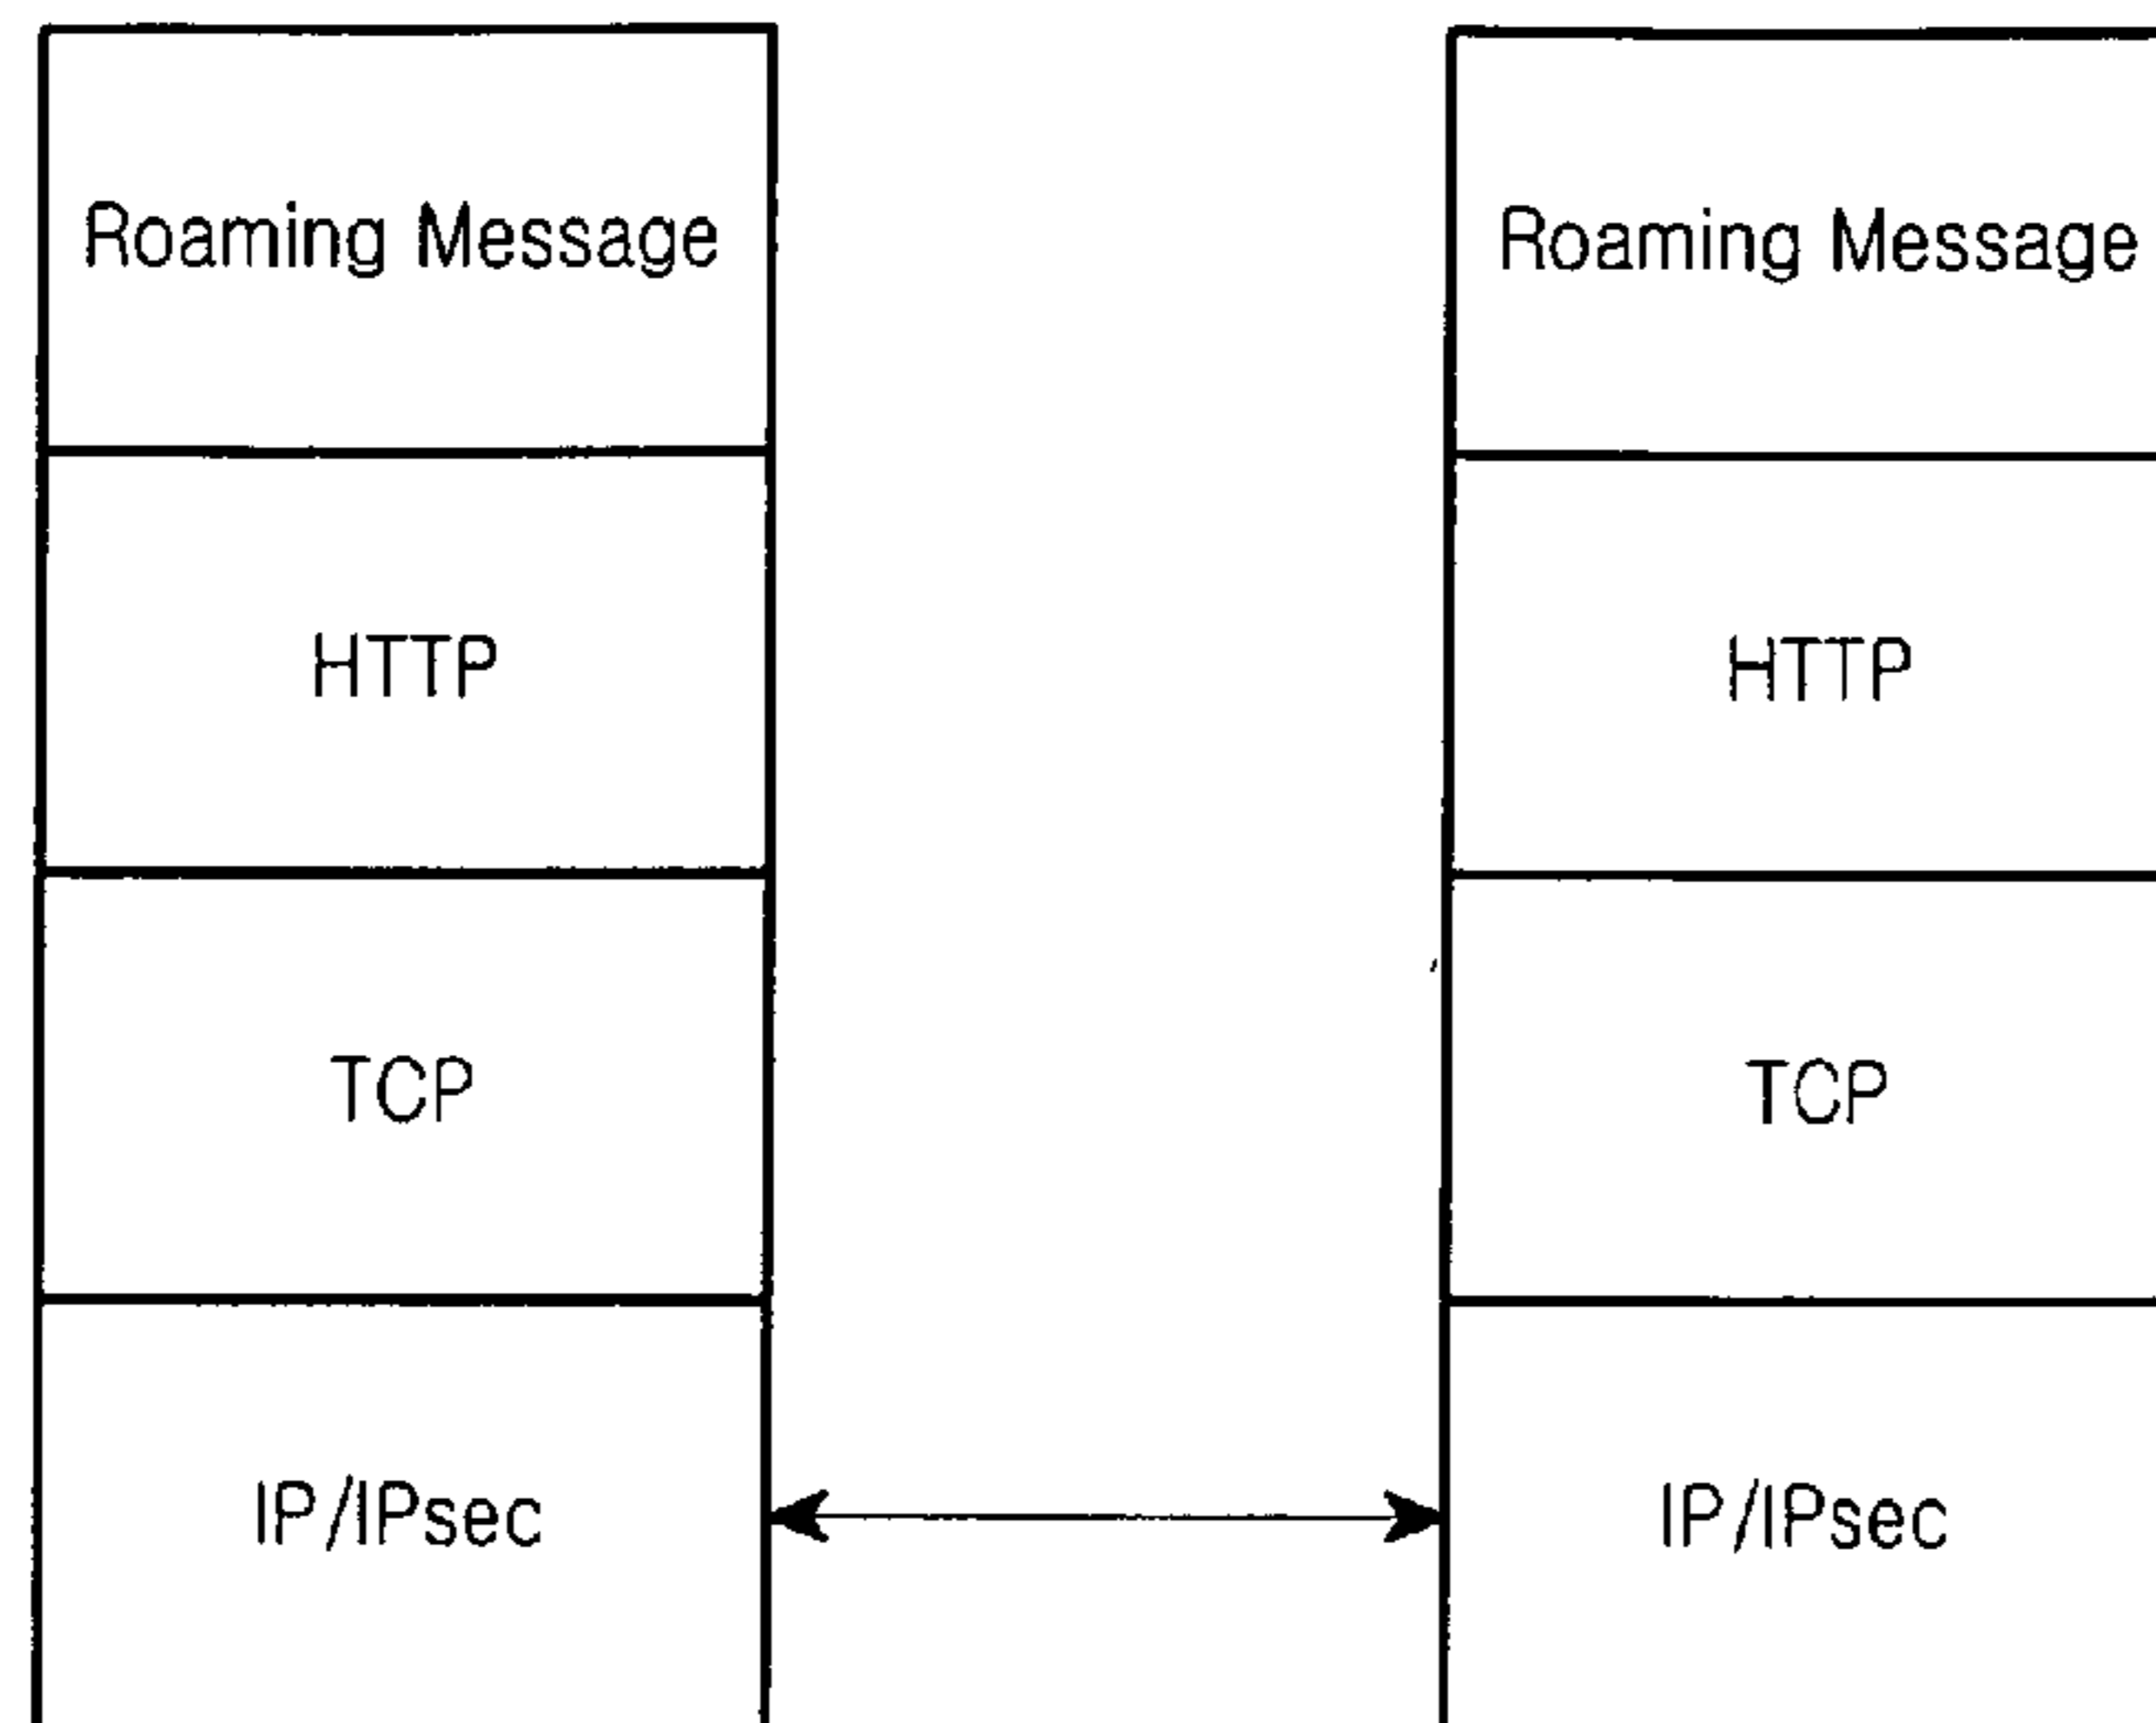 Roaming Message
Roaming Message
HTTP
HTTP
TCP
TCP
IP/IPsec
IP/IPsec